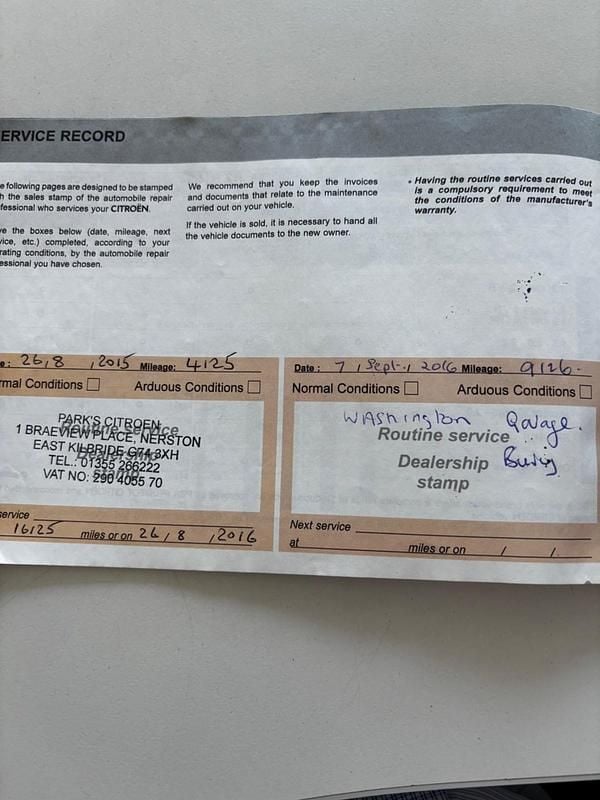 ERVICE RECORD
e following pages are designed to be stamped
h the sales stamp of the automobile repair
fessional who services your CITROËN.
ve the boxes below (date, mileage, next
vice, etc.) completed, according to your
rating conditions, by the automobile repair
essional you have chosen.
We recommend that you keep the invoices
and documents that relate to the maintenance
carried out on your vehicle.
If the vehicle is sold, it is necessary to hand all
the vehicle documents to the new owner.
• Having the routine services carried out
is a compulsory requirement to meet
the conditions of the manufacturer's
warranty.
e: 26/8/2015 Mileage: 4125
rmal Conditions Arduous Conditions
PARK'S CITROEN
Routine service
1 BRAEVIEW PLACE, NERSTON
EAST KILBRIDE G74 3XH
Dealership
TEL.: 01355 266222
stamp
VAT NO: 290 4055 70
service
16125 miles or on 26/8/2016
Date: 7 / Sept / 2016 Mileage: 9126-
Normal Conditions Arduous Conditions
WAShington Garage.
Routine service
Dealership
stamp
Next service
at miles or on / /